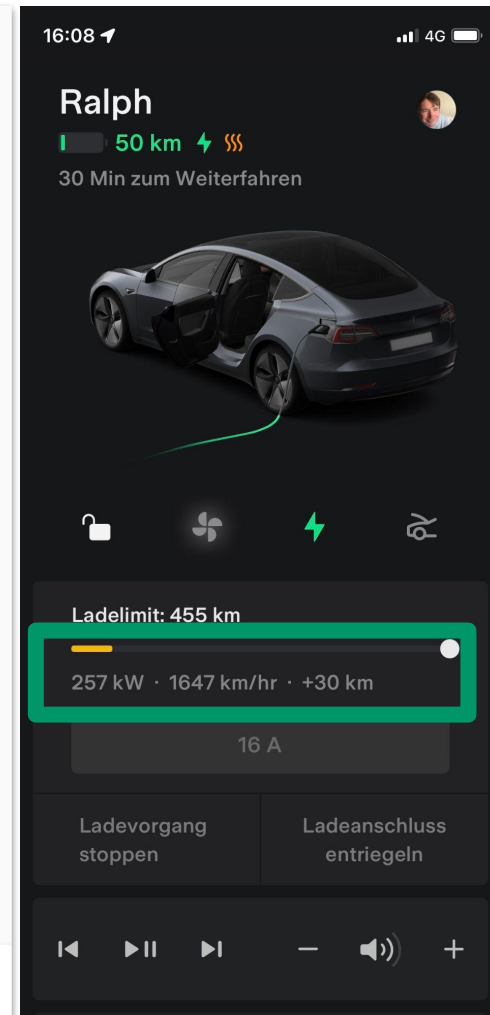 16:08
4G
Ralph
50 km
30 Min zum Weiterfahren
Ladelimit: 455 km
257 kW · 1647 km/hr · +30 km
16 A
Ladevorgang
stoppen
Ladeanschluss
entriegeln